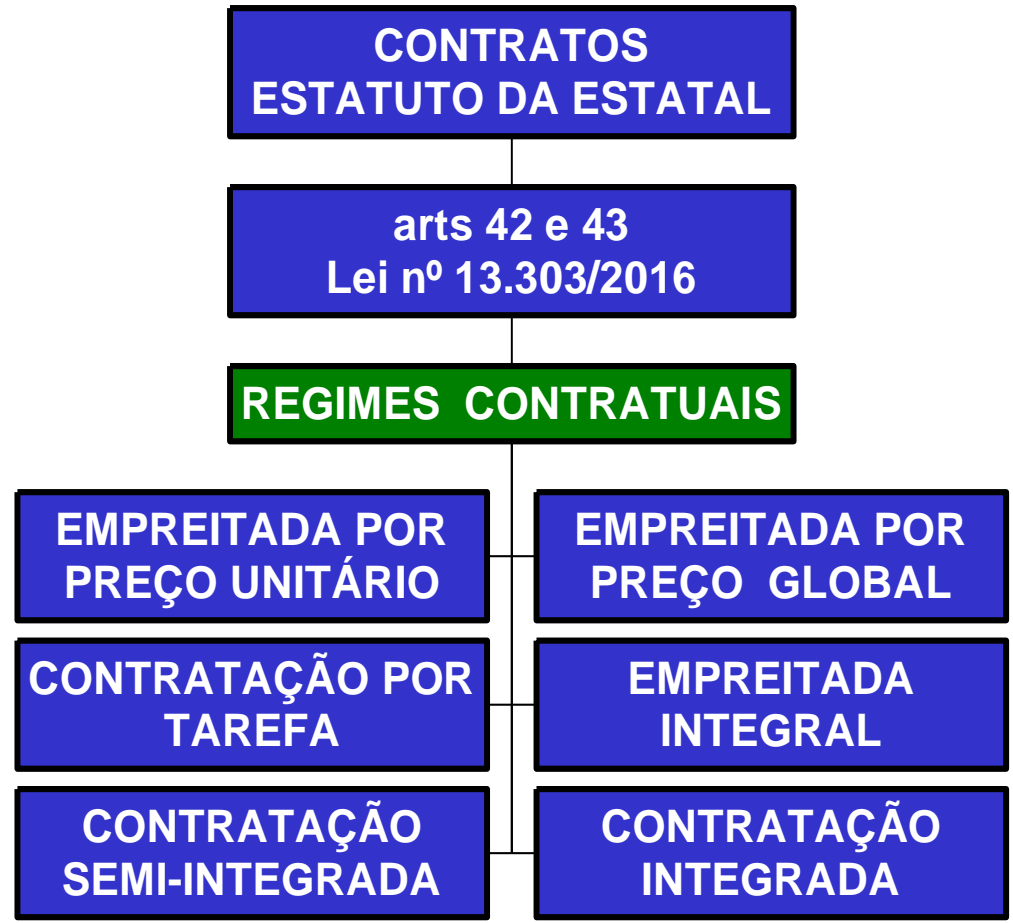 CONTRATOS
ESTATUTO DA ESTATAL
arts 42 e 43
Lei nº 13.303/2016
REGIMES CONTRATUAIS
EMPREITADA POR
PREÇO UNITÁRIO
EMPREITADA POR
PREÇO GLOBAL
CONTRATAÇÃO POR
TAREFA
EMPREITADA
INTEGRAL
CONTRATAÇÃO
SEMI-INTEGRADA
CONTRATAÇÃO
INTEGRADA